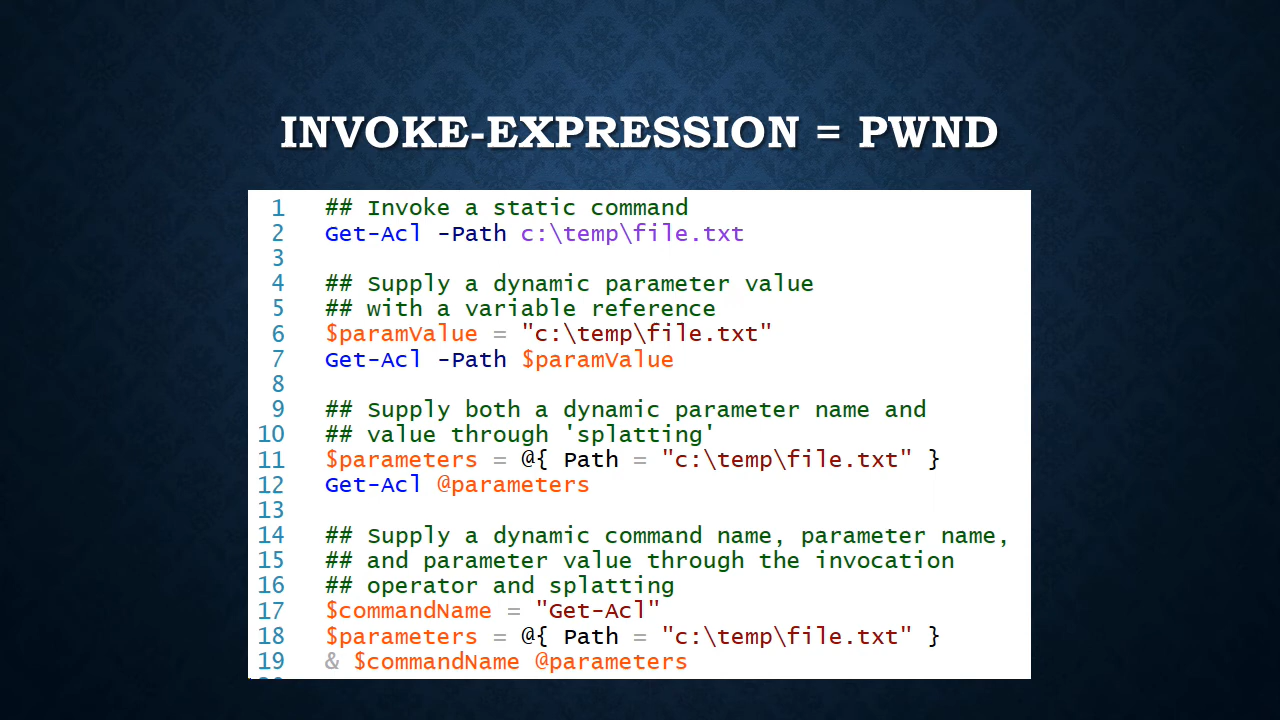 INVOKE-EXPRESSION = PWND
1 ## Invoke a static command
2 Get-Acl -Path c:\temp\file.txt
3
4 ## Supply a dynamic parameter value
5 ## with a variable reference
6 $paramValue = "c:\temp\file.txt"
7 Get-Acl -Path $paramValue
8
9 ## Supply both a dynamic parameter name and
10 ## value through 'splatting'
11 $parameters = @{ Path = "c:\temp\file.txt" }
12 Get-Acl @parameters
13
14 ## Supply a dynamic command name, parameter name,
15 ## and parameter value through the invocation
16 ## operator and splatting
17 $commandName = "Get-Acl"
18 $parameters = @{ Path = "c:\temp\file.txt" }
19 & $commandName @parameters